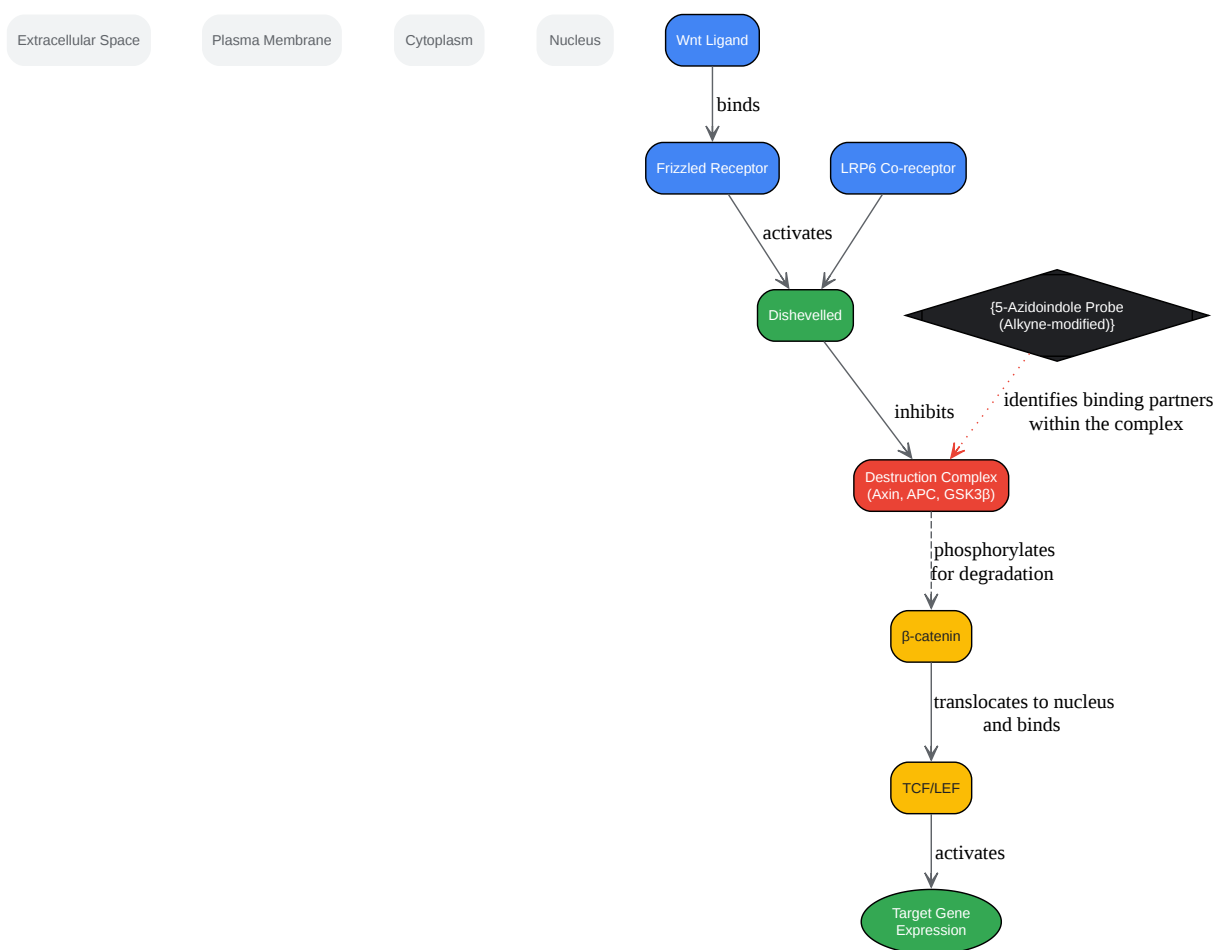 Extracellular Space
Plasma Membrane
Cytoplasm
Nucleus
Wnt Ligand
binds
Frizzled Receptor
LRP6 Co-receptor
activates
Dishevelled
{5-Azidoindole Probe
(Alkyne-modified)}
inhibits
identifies binding partners
within the complex
Destruction Complex
(Axin, APC, GSK3β)
phosphorylates
for degradation
β-catenin
translocates to nucleus
and binds
TCF/LEF
activates
Target Gene
Expression